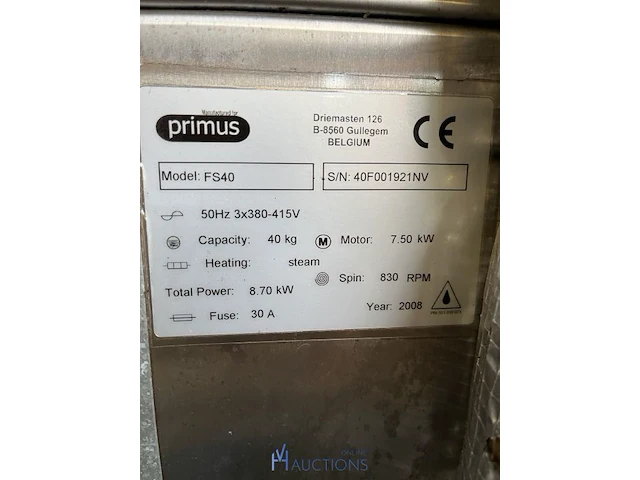 Manufactured for
primus
Driemasten 126
B-8560 Gullegem
BELGIUM
CE
Model: FS40
S/N: 40F001921NV
50Hz 3x380-415V
Capacity: 40 kg
M Motor: 7.50 kW
Heating: steam
Spin: 830 RPM
Total Power: 8.70 kW
Fuse: 30 A
Year: 2008
ONLINE
AUCTIONS